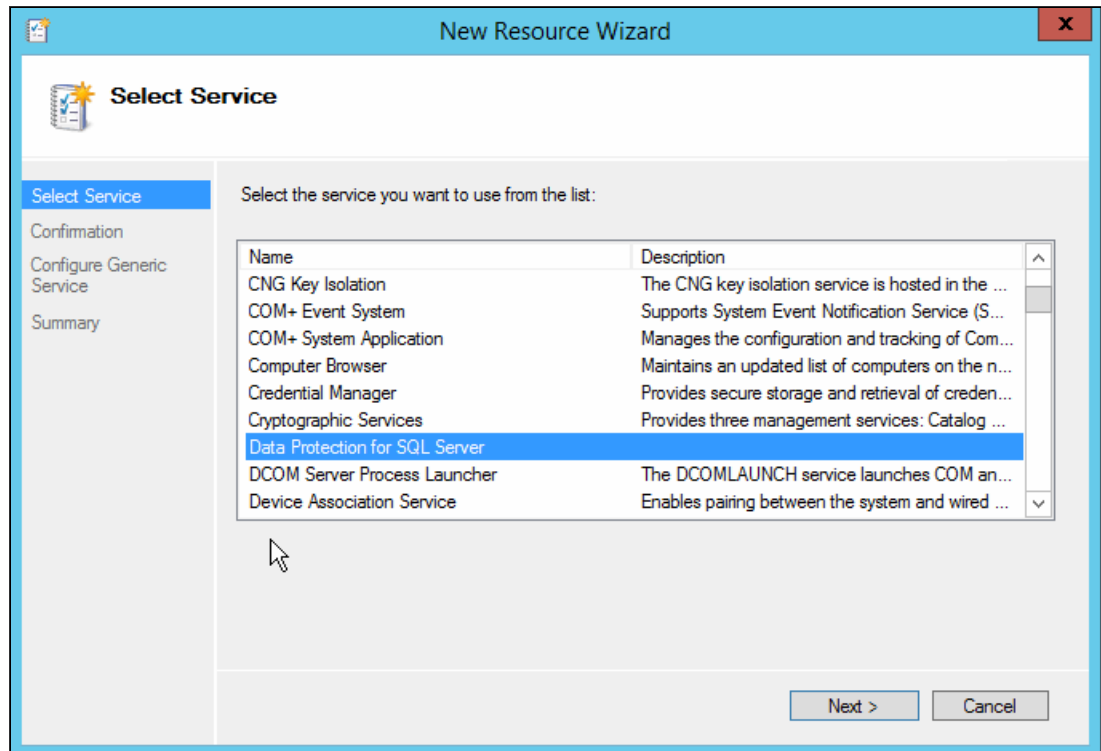 New Resource Wizard
x
Select Service
Select Service
Confirmation
Configure Generic
Service
Summary
Select the service you want to use from the list:
Name Description
CNG Key Isolation The CNG key isolation service is hosted in the ...
COM+ Event System Supports System Event Notification Service (S...
COM+ System Application Manages the configuration and tracking of Com...
Computer Browser Maintains an updated list of computers on the n...
Credential Manager Provides secure storage and retrieval of creden...
Cryptographic Services Provides three management services: Catalog ...
Data Protection for SQL Server
DCOM Server Process Launcher The DCOMLAUNCH service launches COM an...
Device Association Service Enables pairing between the system and wired ...
Next > Cancel